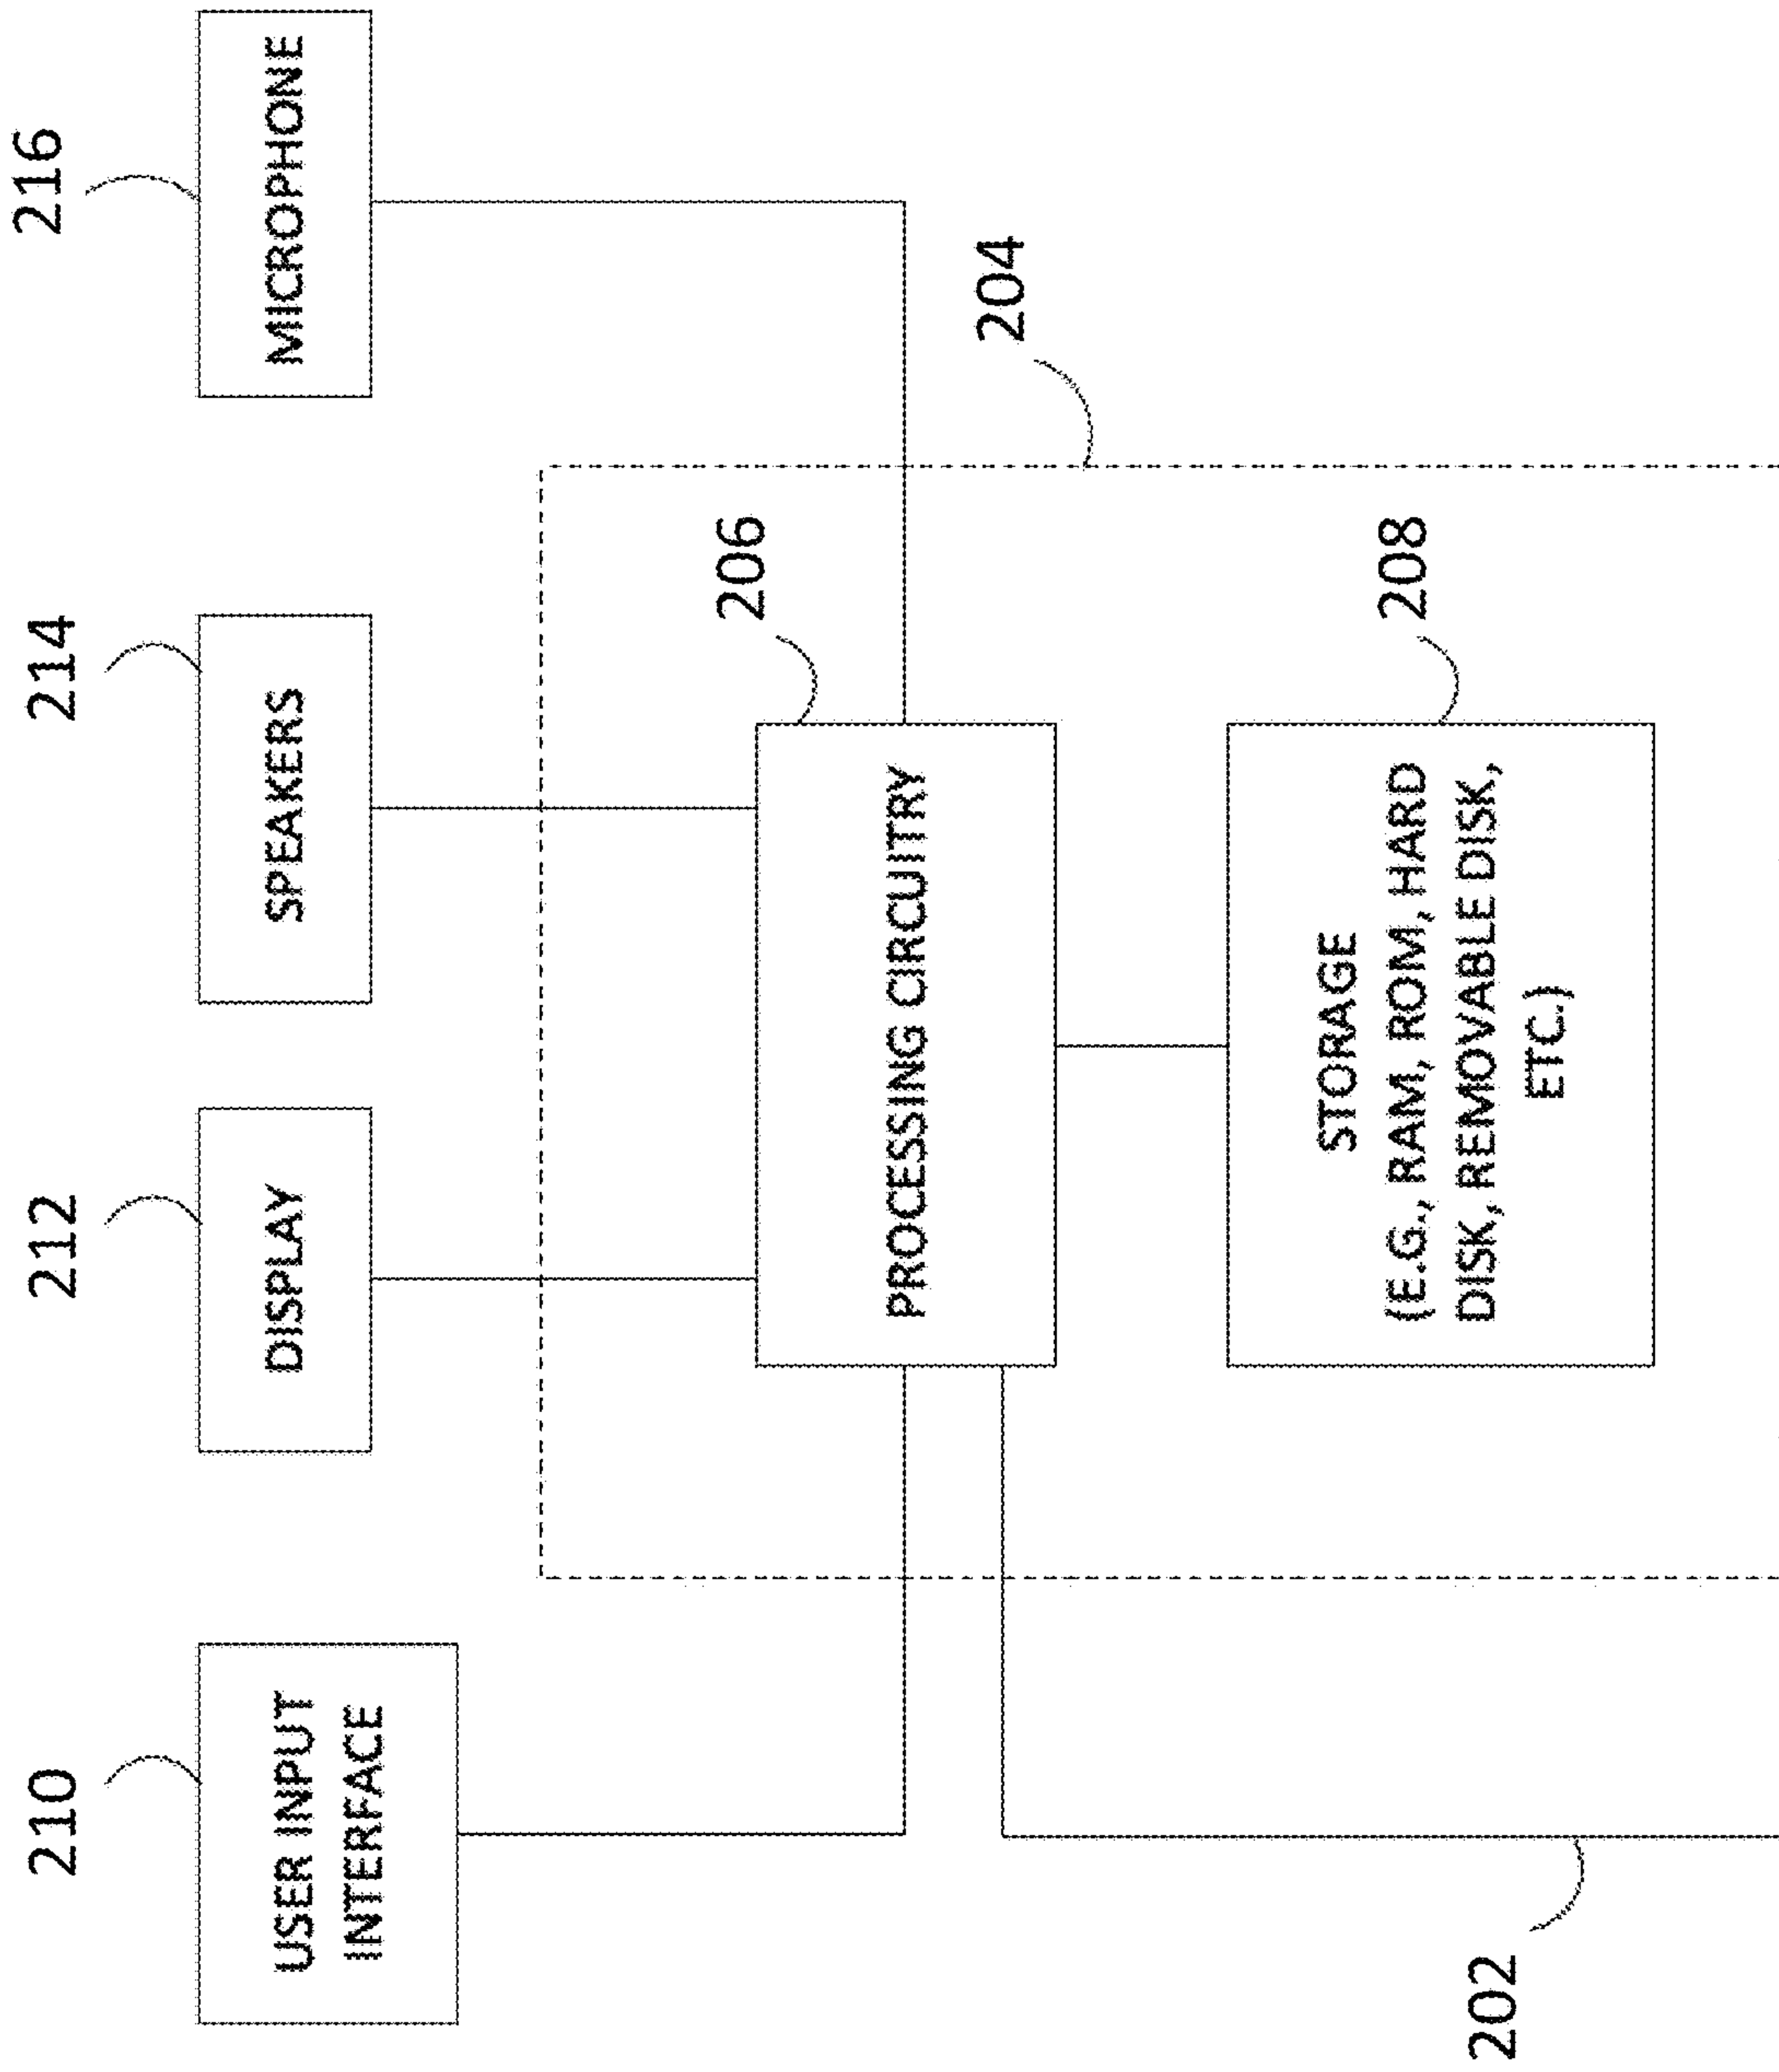 210
212
214
216
USER INPUT
INTERFACE
DISPLAY
SPEAKERS
MICROPHONE
206
204
PROCESSING CIRCUITRY
208
STORAGE
(E.G., RAM, ROM, HARD
DISK, REMOVABLE DISK,
ETC.)
202